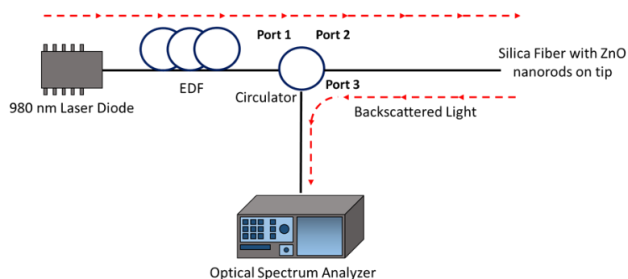 Port 1
Port 2
Silica Fiber with ZnO
nanorods on tip
EDF
Circulator
Port 3
980 nm Laser Diode
Backscattered Light
Optical Spectrum Analyzer